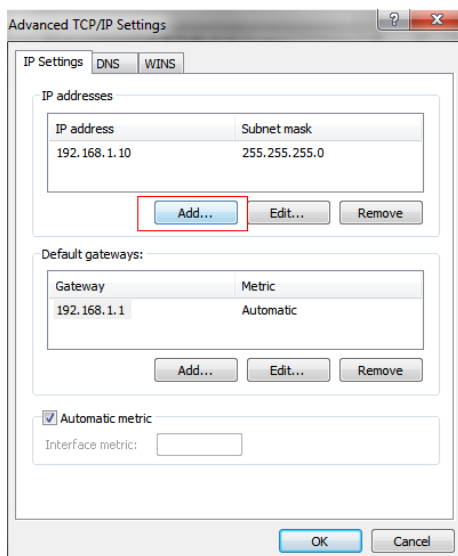 Advanced TCP/IP Settings
?
X
IP Settings DNS WINS
IP addresses
IP address Subnet mask
192.168.1.10 255.255.255.0
Add... Edit... Remove
Default gateways:
Gateway Metric
192.168.1.1 Automatic
Add... Edit... Remove
Automatic metric
Interface metric:
OK Cancel